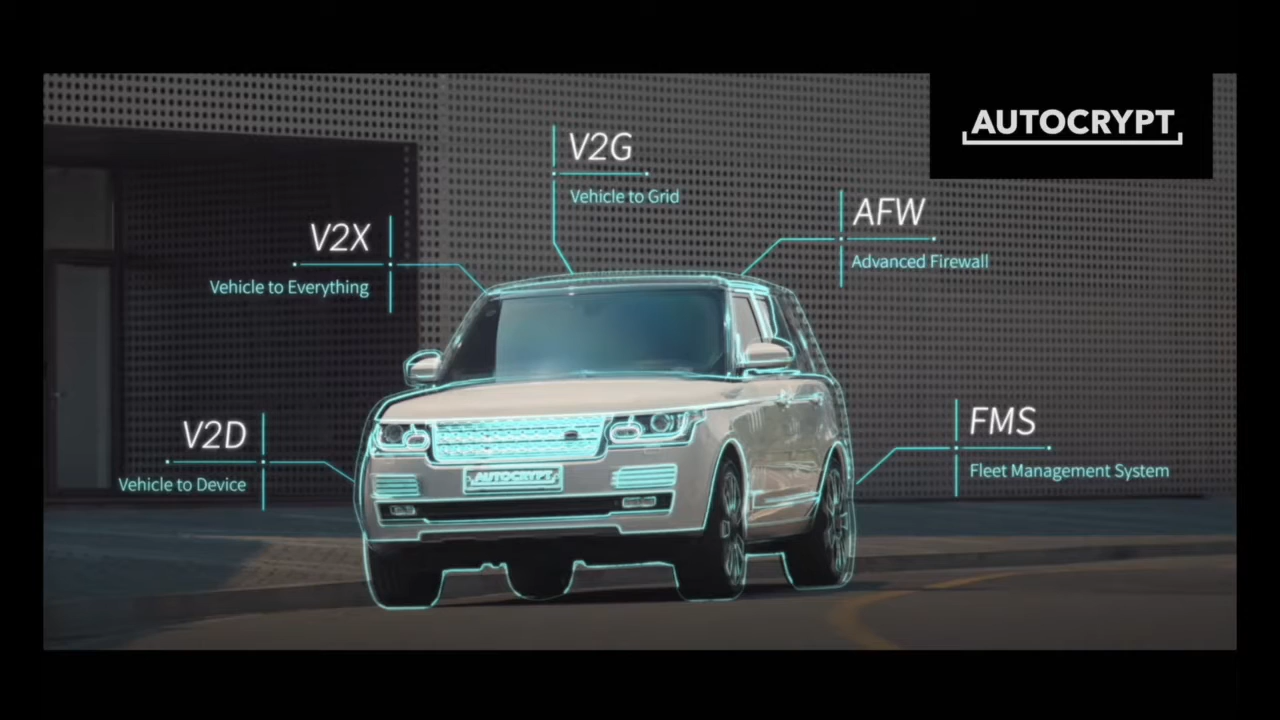 AUTOCRYPT
V2G
Vehicle to Grid
AFW
Advanced Firewall
V2X
Vehicle to Everything
V2D
Vehicle to Device
FMS
Fleet Management System
AUTOCRYPT